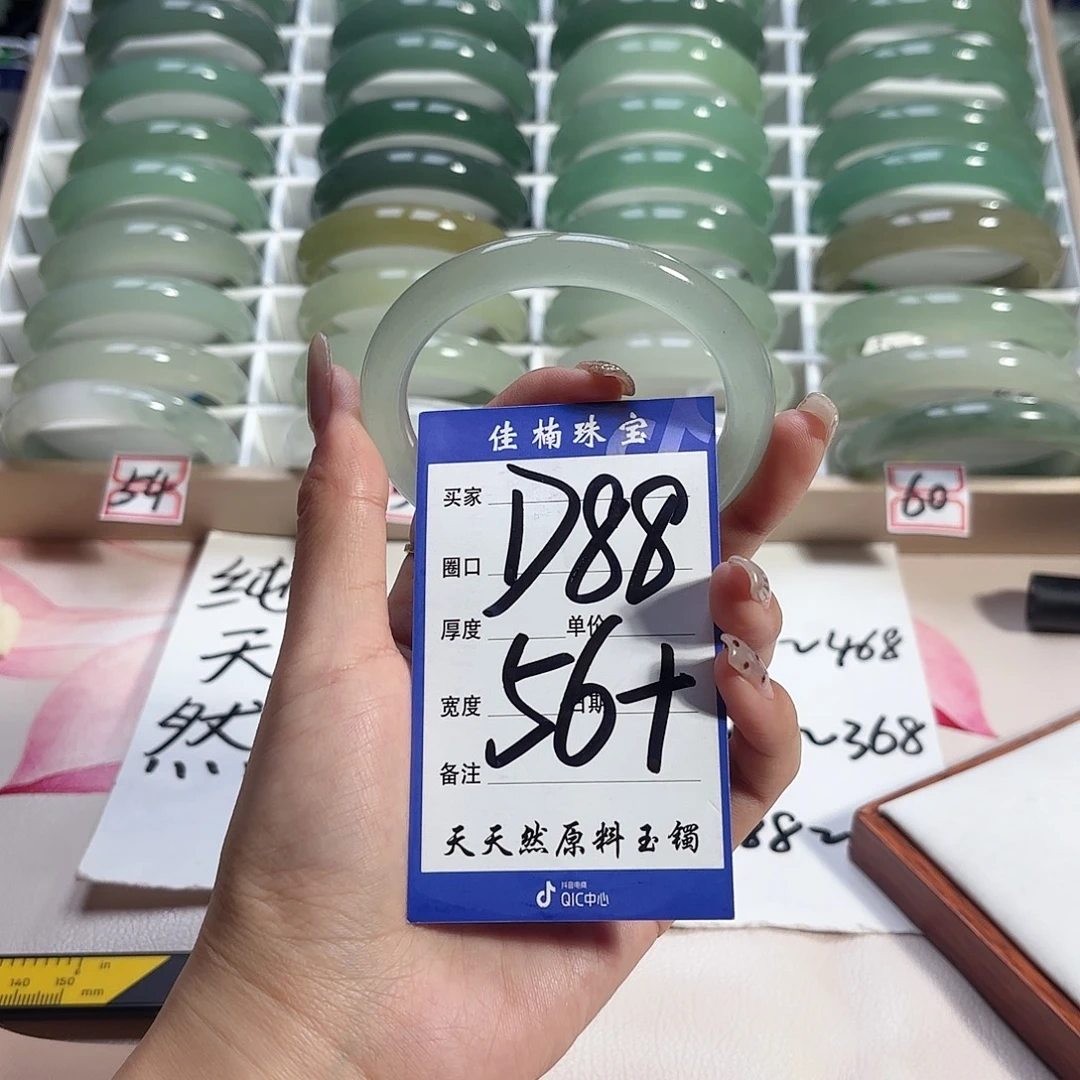 佳楠珠宝
买家
D88
圈口
厚度
单价
56+
宽度
日期
备注
天天然原料玉镯
抖音电商
QIC中心
54
60
纯
天
然
~468
~368
88~
in
6
140 150
mm